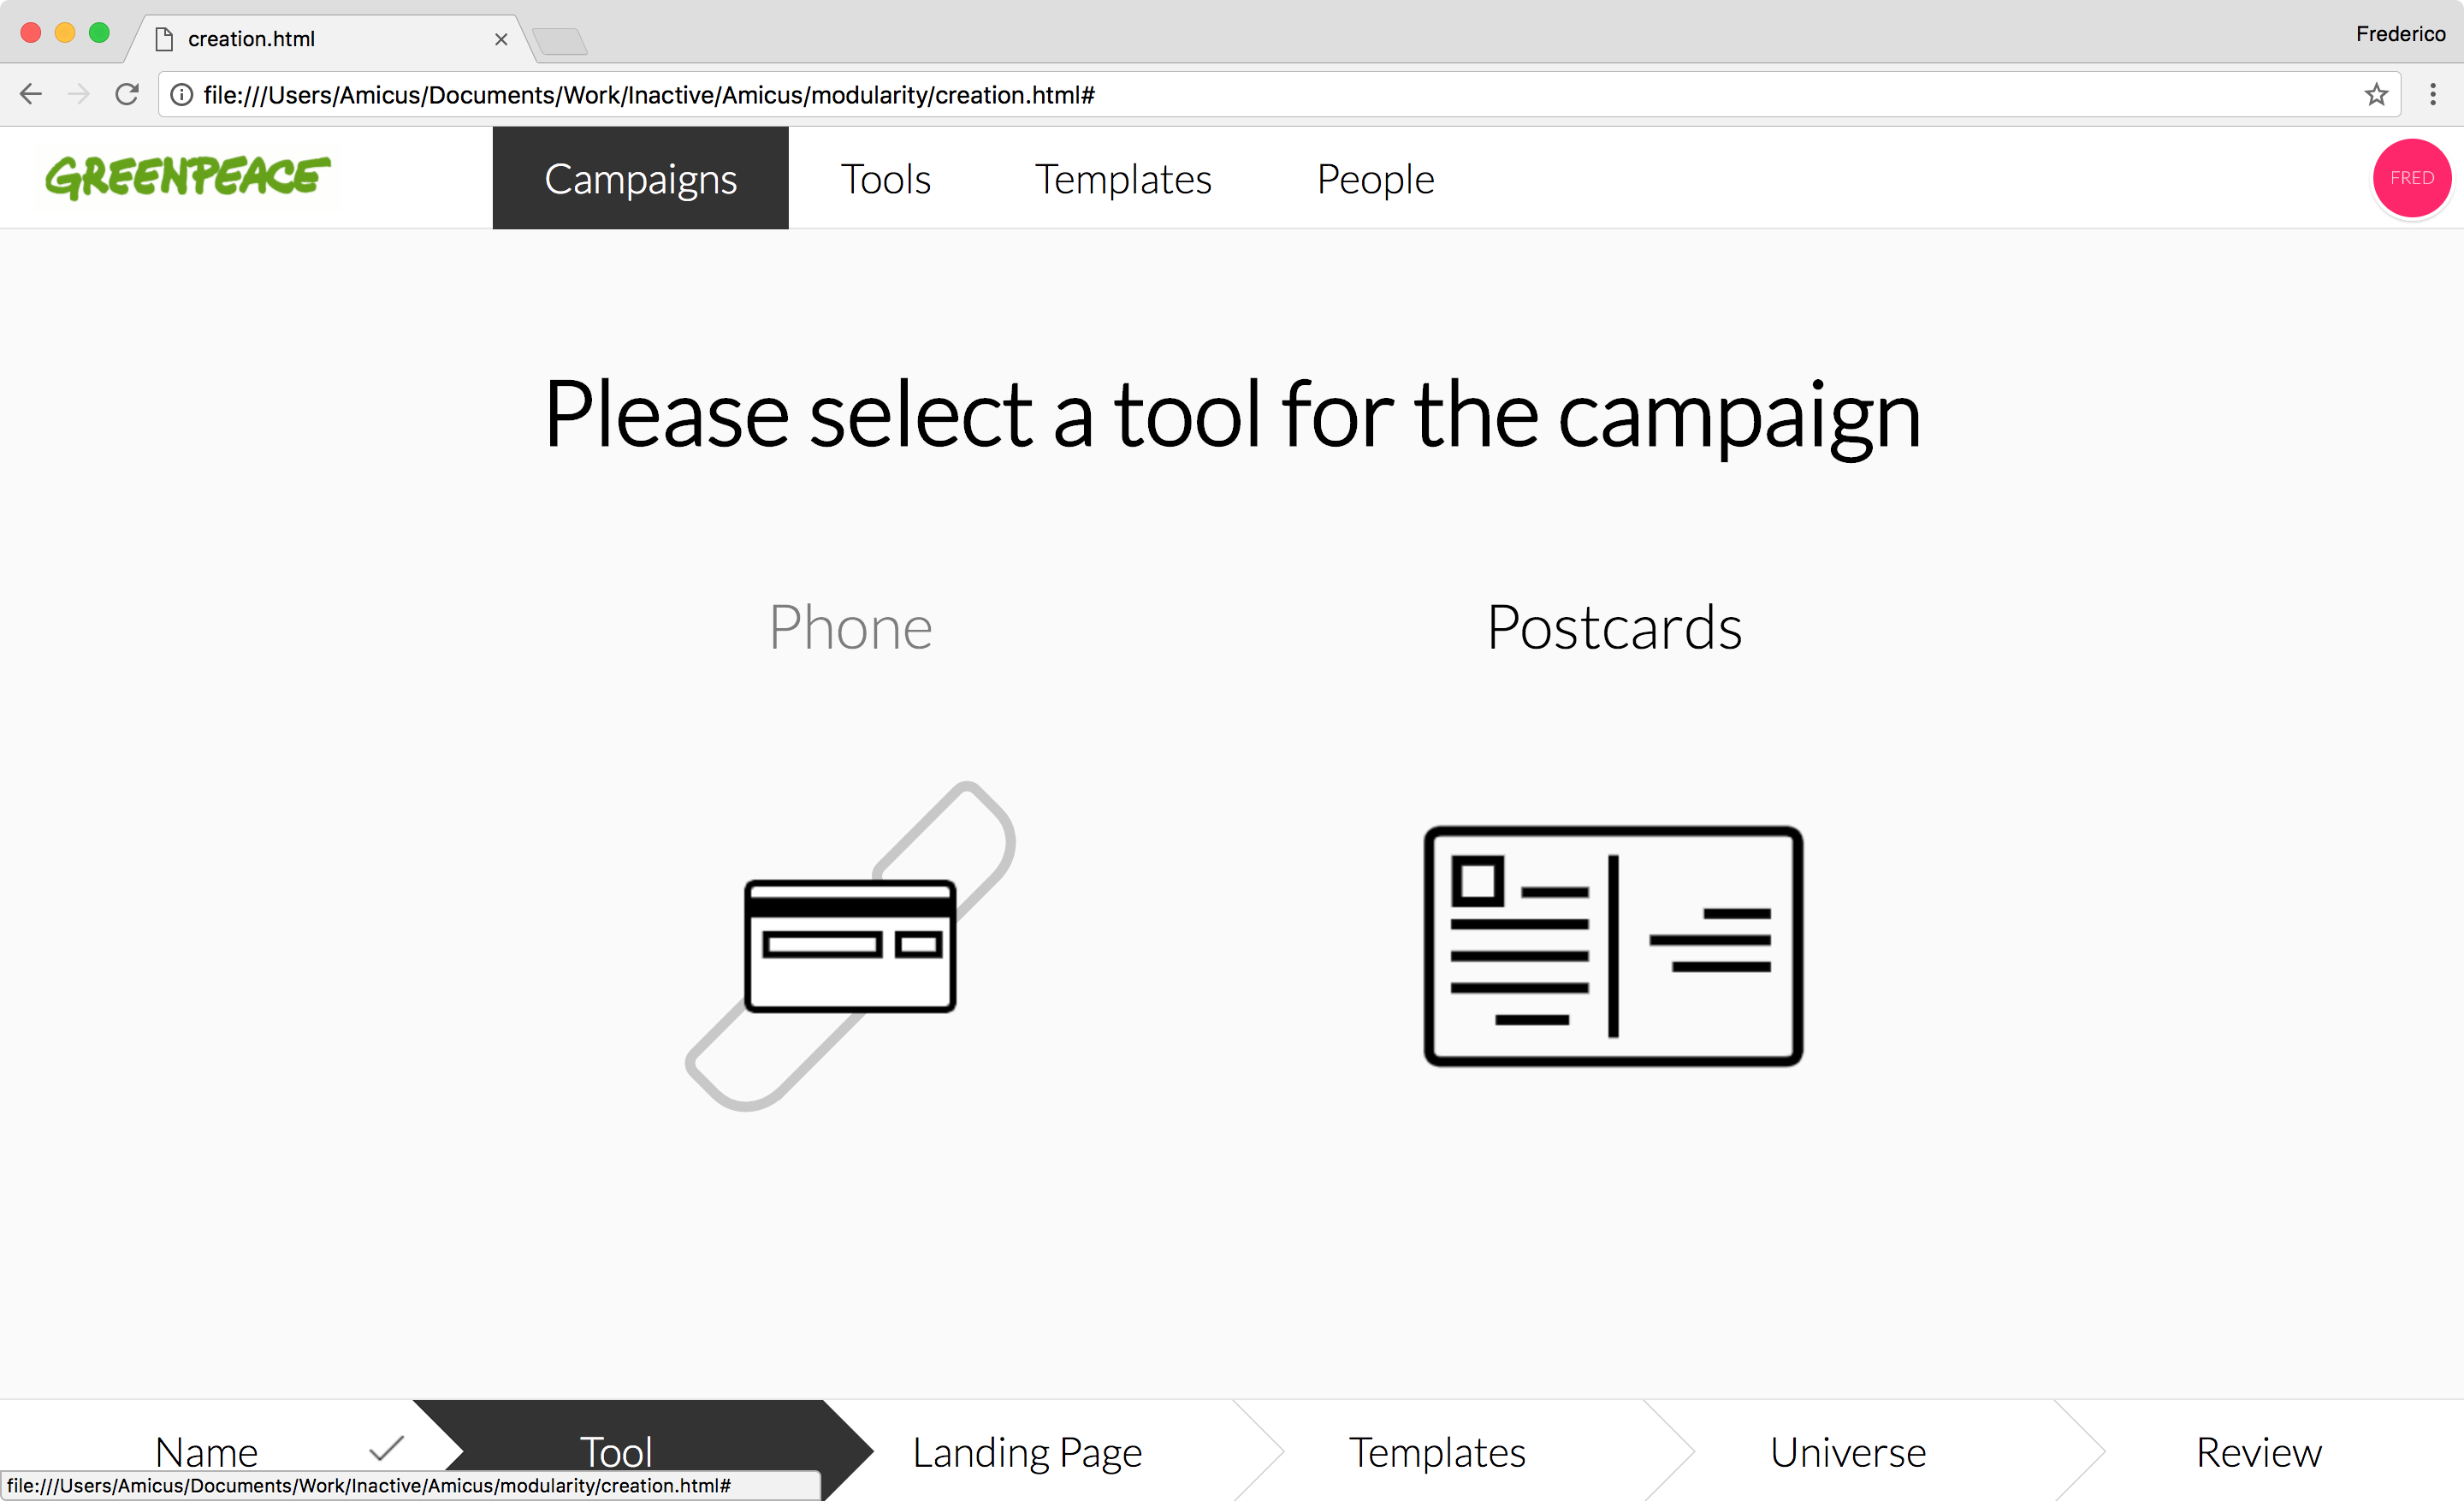 creation.html
Frederico
file:///Users/Amicus/Documents/Work/Inactive/Amicus/modularity/creation.html#
GREENPEACE
Campaigns
Tools
Templates
People
FRED
Please select a tool for the campaign
Phone
Postcards
Name
Tool
Landing Page
Templates
Universe
Review
file:///Users/Amicus/Documents/Work/Inactive/Amicus/modularity/creation.html#